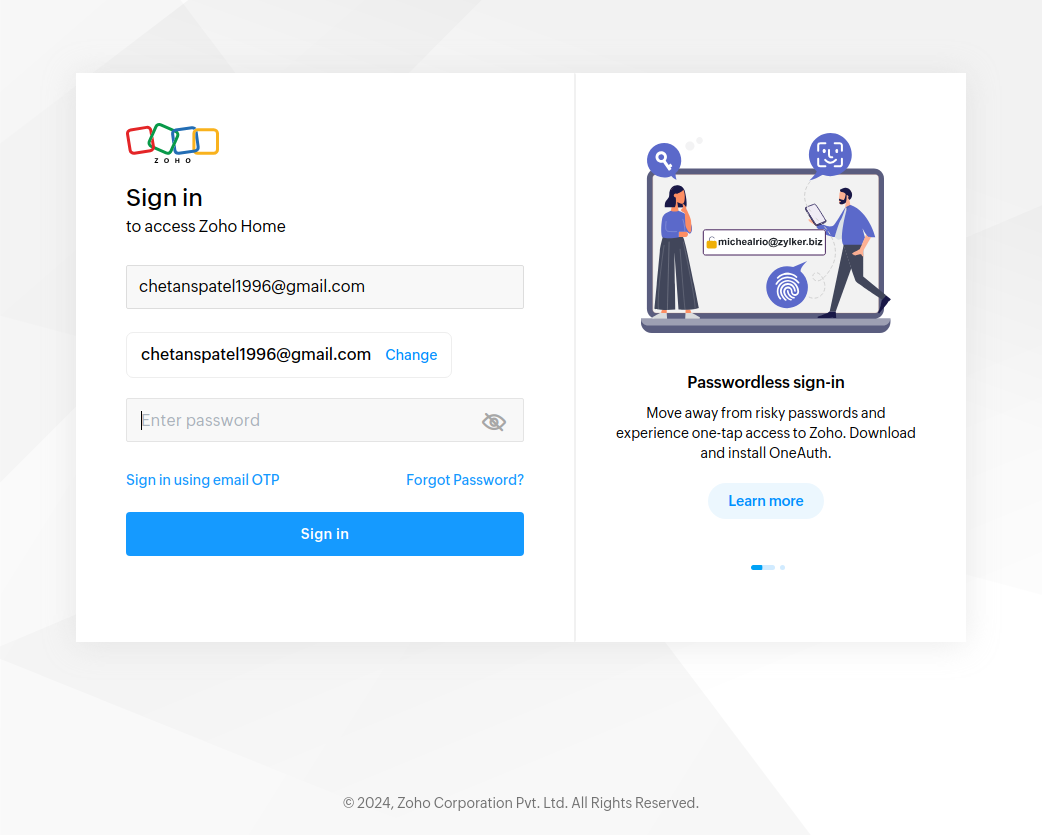 ZOHO
Sign in
to access Zoho Home
chetanspatel1996@gmail.com
chetanspatel1996@gmail.com Change
Enter password
Sign in using email OTP Forgot Password?
Sign in
michealrio@zylker.biz
Passwordless sign-in
Move away from risky passwords and
experience one-tap access to Zoho. Download
and install OneAuth.
Learn more
© 2024, Zoho Corporation Pvt. Ltd. All Rights Reserved.